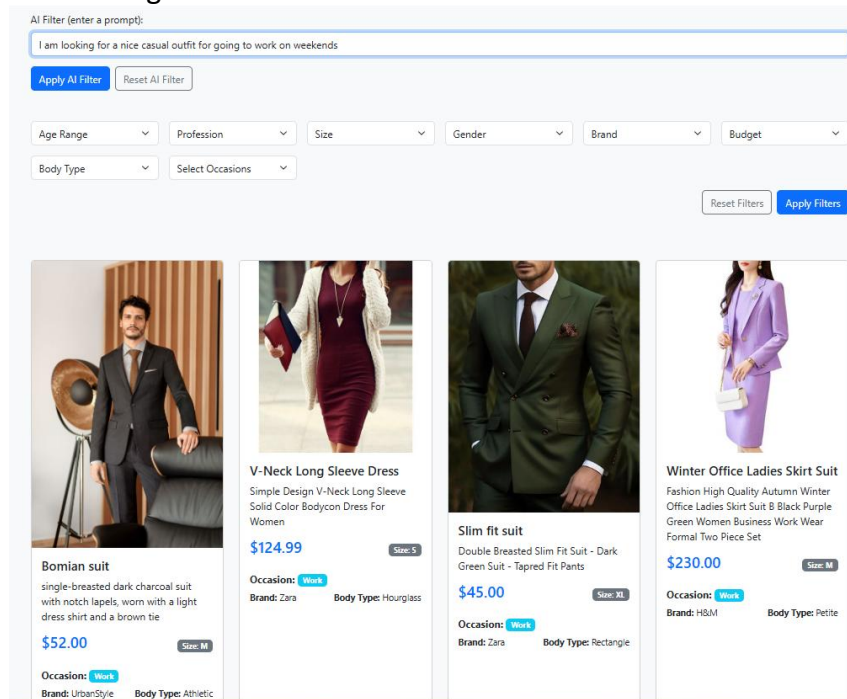 AI Filter (enter a prompt):
I am looking for a nice casual outfit for going to work on weekends
Apply AI Filter Reset AI Filter
Age Range Profession Size Gender Brand Budget
Body Type Select Occasions
Reset Filters Apply Filters
Bomian suit
single-breasted dark charcoal suit
with notch lapels, worn with a light
dress shirt and a brown tie
$52.00 Size: M
Occasion: Work
Brand: UrbanStyle Body Type: Athletic
V-Neck Long Sleeve Dress
Simple Design V-Neck Long Sleeve
Solid Color Bodycon Dress For
Women
$124.99 Size: S
Occasion: Work
Brand: Zara Body Type: Hourglass
Slim fit suit
Double Breasted Slim Fit Suit - Dark
Green Suit - Tapred Fit Pants
$45.00 Size: XL
Occasion: Work
Brand: Zara Body Type: Rectangle
Winter Office Ladies Skirt Suit
Fashion High Quality Autumn Winter
Office Ladies Skirt Suit B Black Purple
Green Women Business Work Wear
Formal Two Piece Set
$230.00 Size: M
Occasion: Work
Brand: H&M Body Type: Petite